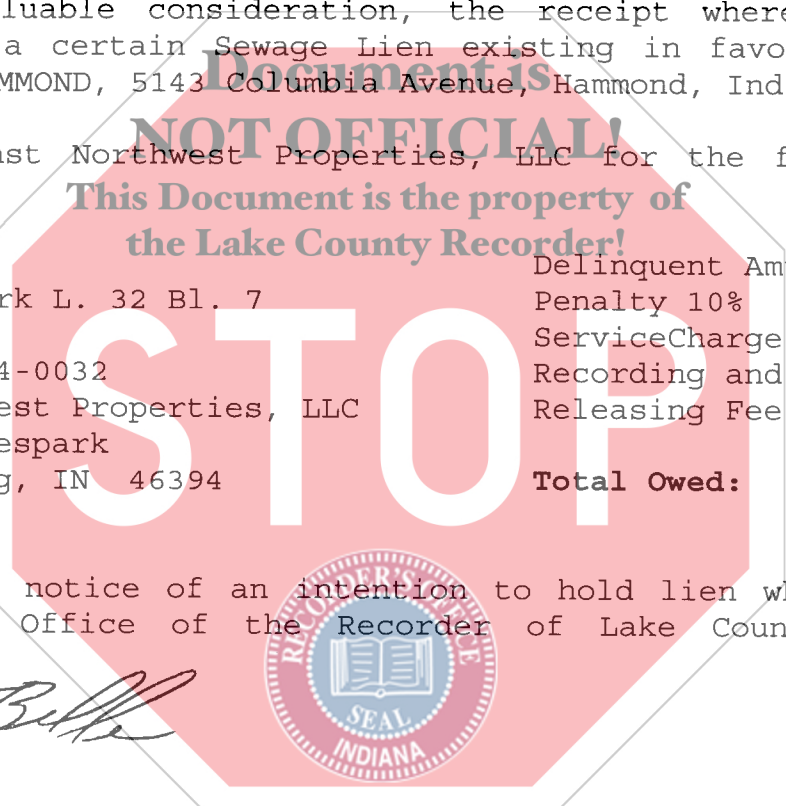 luable consideration, the receipt where
a certain Sewage Lien existing in favo
MMOND, 5143 Columbia Avenue, Hammond, Ind
Document is
NOT OFFICIAL!
st Northwest Properties, LLC for the f
This Document is the property of
the Lake County Recorder!
Delinquent Am
rk L. 32 Bl. 7 Penalty 10%
ServiceCharge
4-0032 Recording and
est Properties, LLC Releasing Fee
espark
g, IN 46394 Total Owed:
STOP
notice of an intention to hold lien w
Office of the Recorder of Lake Coun
RECORDER'S OFFICE
SEAL
INDIANA